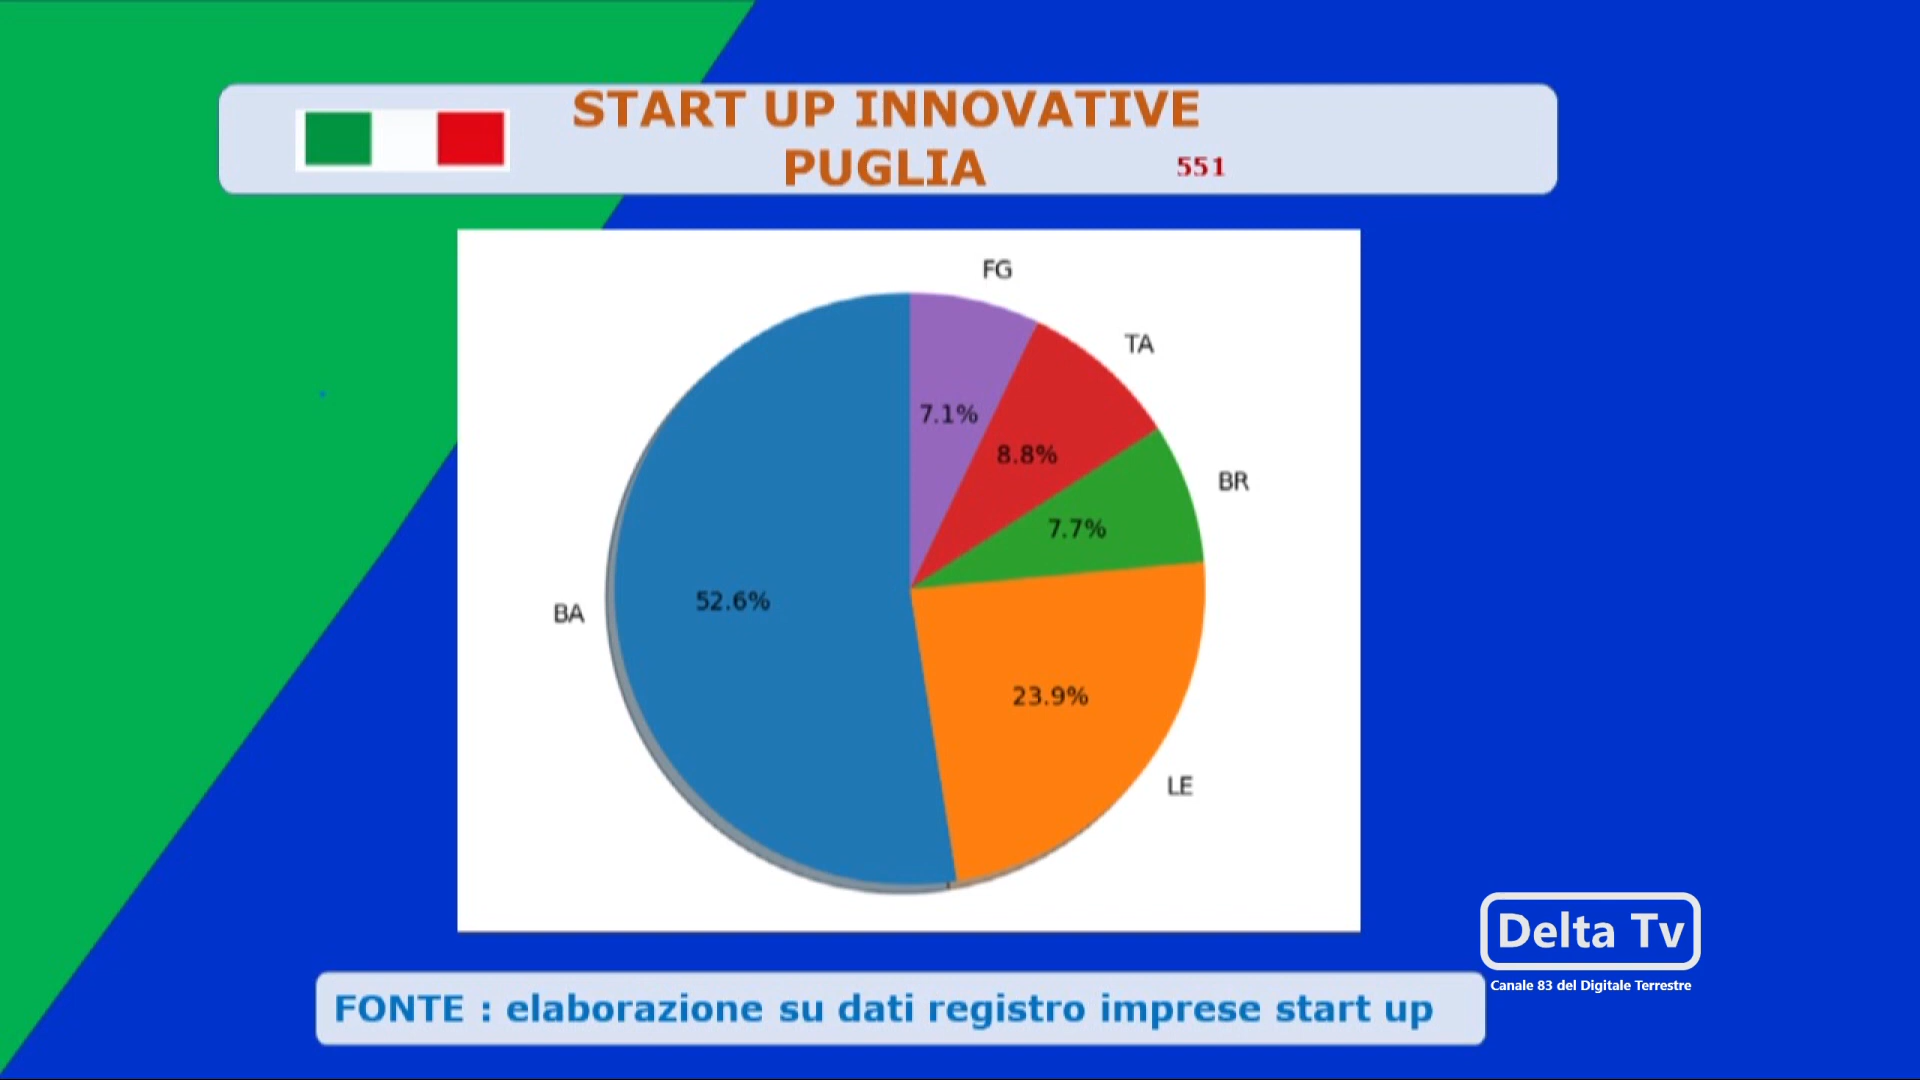 START UP INNOVATIVE
PUGLIA 551
FG
TA
7.1%
8.8%
BR
7.7%
BA
52.6%
23.9%
LE
Delta Tv
Canale 83 del Digitale Terrestre
FONTE : elaborazione su dati registro imprese start up